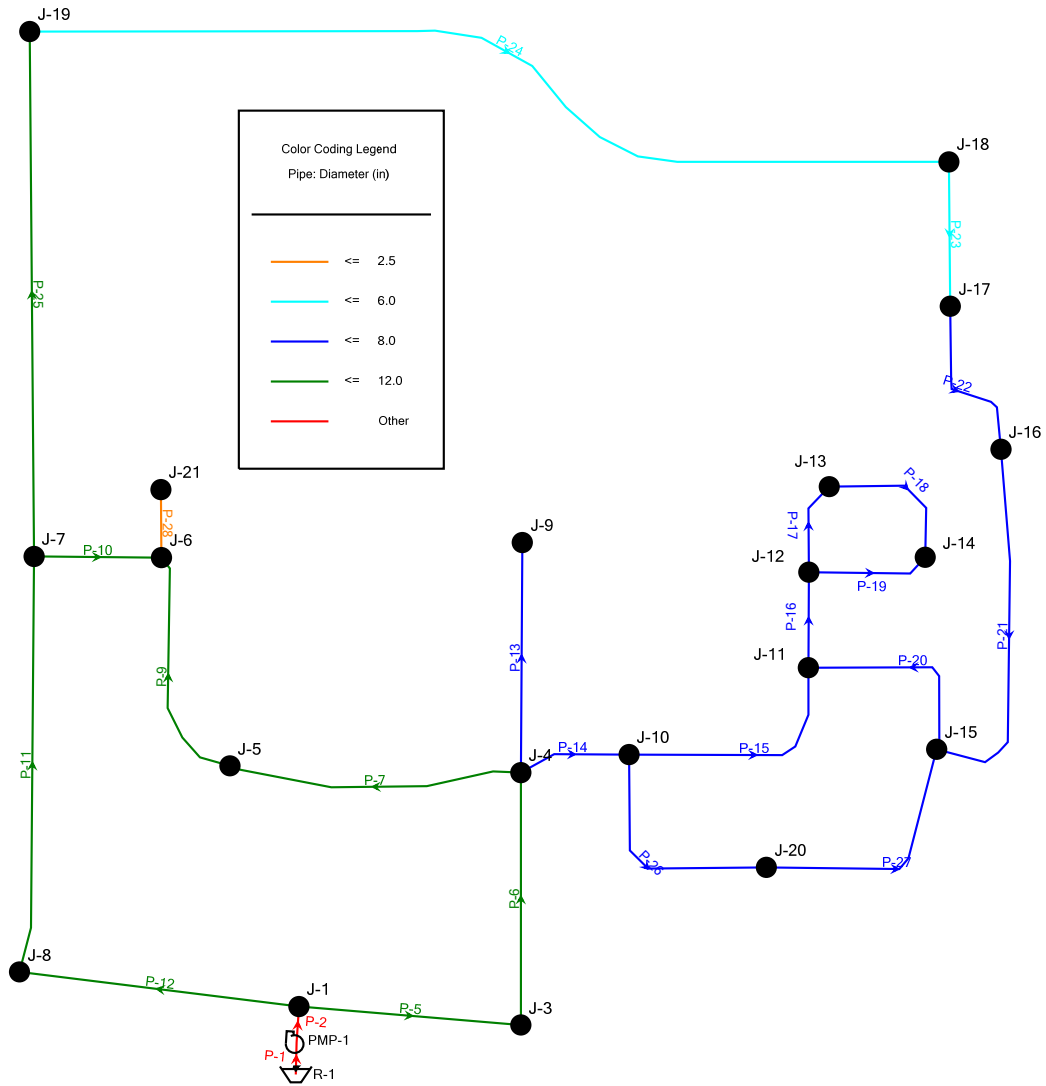 J-19
P-24
J-18
Color Coding Legend
Pipe: Diameter (in)
P-23
<= 2.5
<= 6.0
<= 8.0
<= 12.0
Other
P-25
J-17
P-22
J-16
J-13
P-18
J-21
P-28
P-17
J-7
P-10
J-6
J-9
J-12
J-14
P-19
P-16
P-21
J-11
P-20
P-13
P-9
J-5
P-11
P-7
J-4
P-14
J-10
P-15
J-15
J-20
P-26
P-27
P-6
J-8
P-12
J-1
P-5
J-3
P-2
PMP-1
P-1
R-1